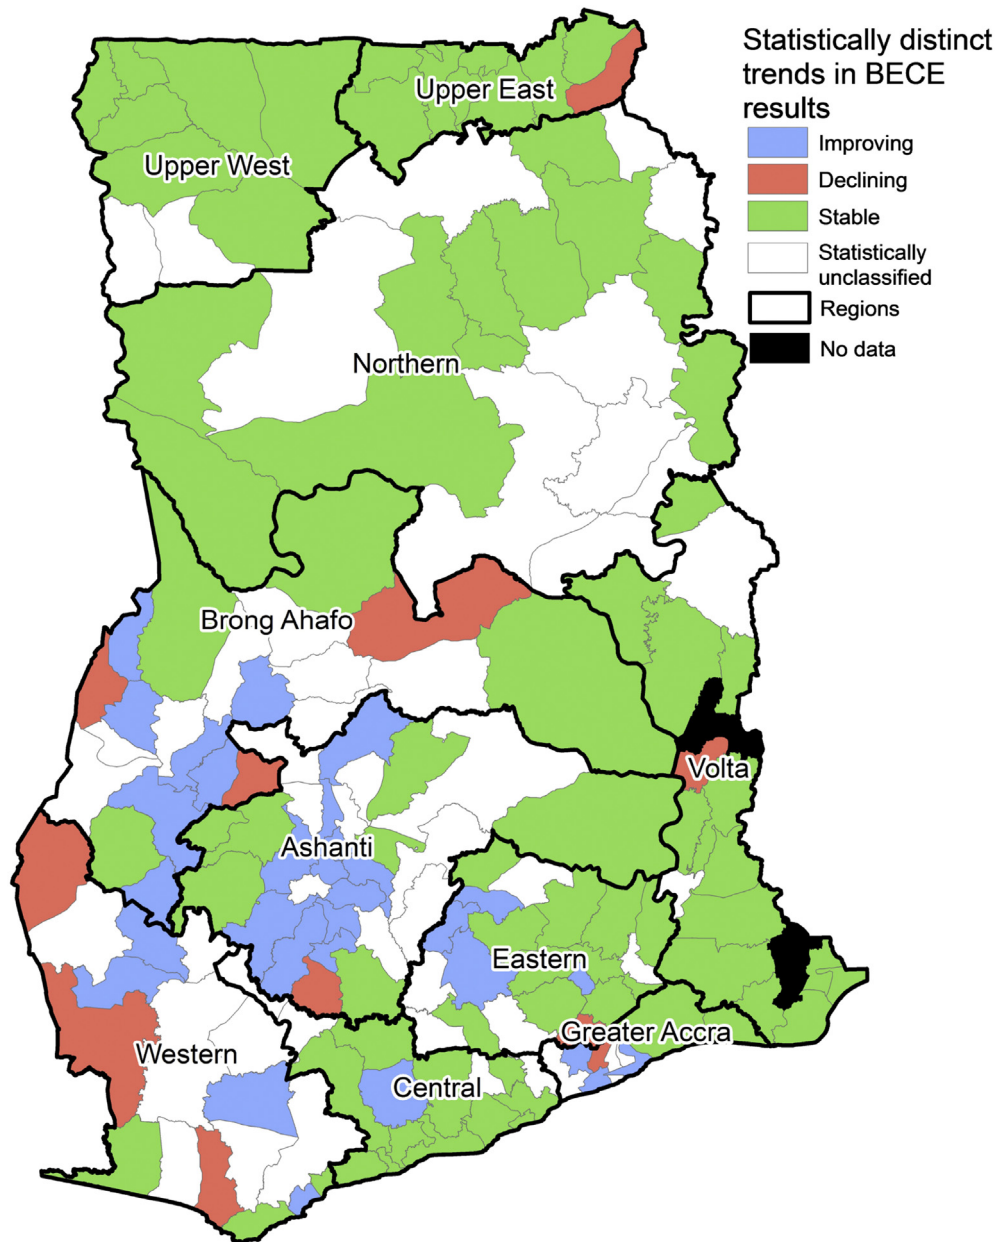 Statistically distinct
trends in BECE
results
Improving
Declining
Stable
Statistically
unclassified
Regions
No data
Upper East
Upper West
Northern
Brong Ahafo
Volta
Ashanti
Eastern
Greater Accra
Western
Central